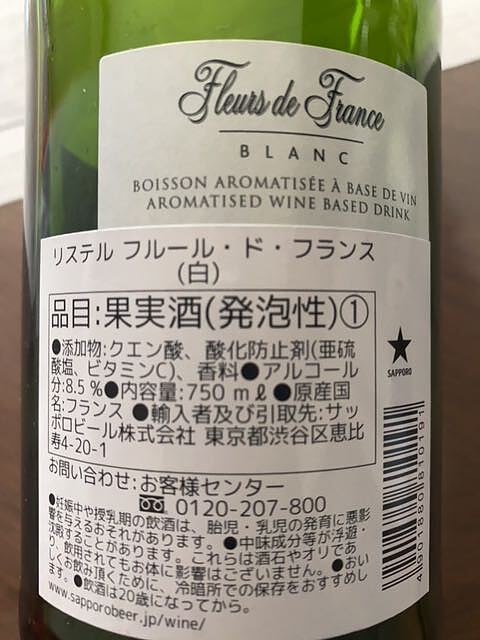 Fleurs de France
BLANC
BOISSON AROMATISÉE À BASE DE VIN
AROMATISED WINE BASED DRINK
リステル フルール・ド・フランス
(白)
品目:果実酒(発泡性)①
●添加物:クエン酸、酸化防止剤(亜硫
酸塩、ビタミンC)、香料●アルコール
分:8.5%●内容量:750mℓ●原産国
名:フランス●輸入者及び引取先:サッ
ポロビール株式会社 東京都渋谷区恵比
寿4-20-1
お問い合わせ:お客様センター
0120-207-800
●妊娠中や授乳期の飲酒は、胎児・乳児の発育に悪影
響を与えるおそれがあります。●中味成分等が浮遊・
沈殿することがあります。これらは酒石やオリであ
り、飲用されてもお体に影響はございません。●おい
しくお飲み頂くために、冷暗所での保存をおすすめし
ます。●飲酒は20歳になってから。
www.sapporobeer.jp/wine/
SAPPORO
4901880810191